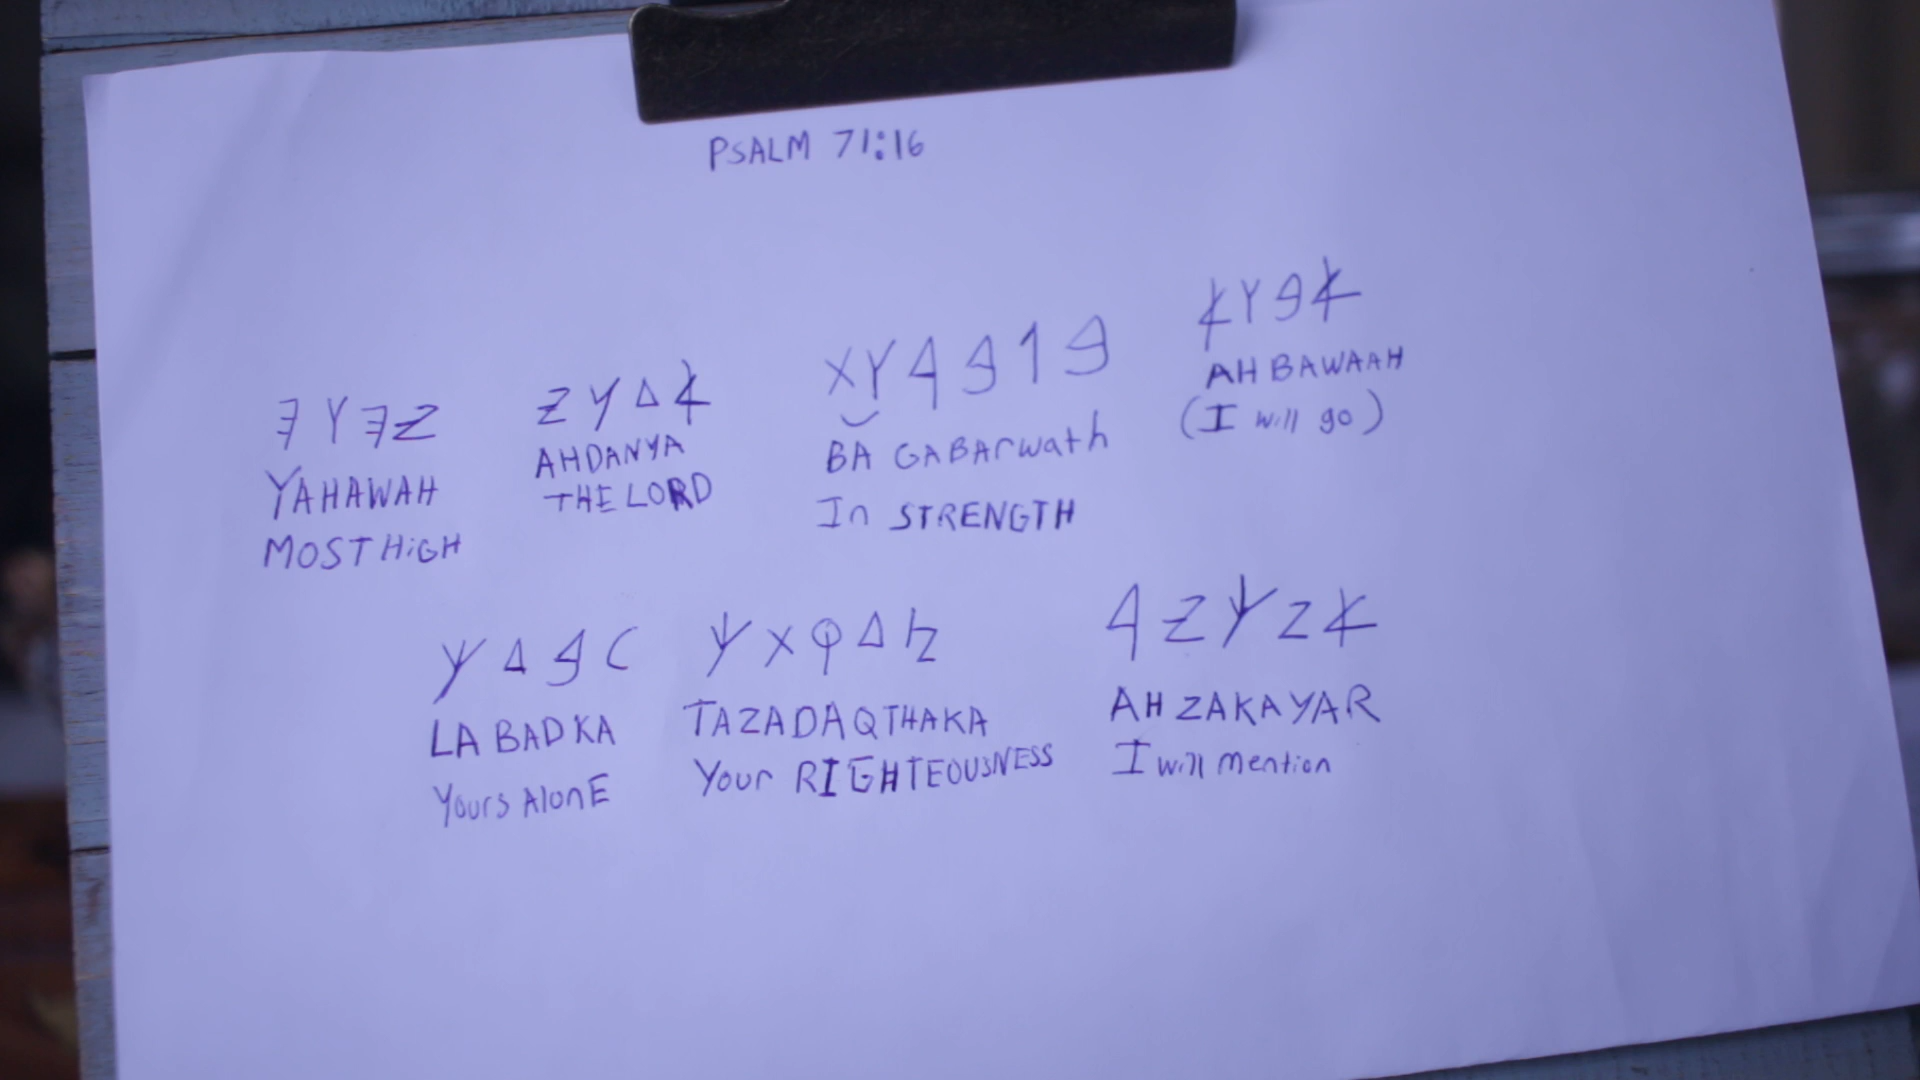 PSALM 71:16
𐤀𐤁𐤅𐤀 𐤁𐤂𐤁𐤓𐤅𐤕 𐤀𐤃𐤍𐤉 𐤉𐤄𐤅𐤄
YAHAWAH AHDANYA BA GABArwath AH BAWAAH
MOST HiGH THE LORD In STRENGTH (I will go)
𐤀𐤆𐤊𐤉𐤓 𐤑𐤃𐤒𐤕𐤊 𐤋𐤁𐤃𐤊
LA BADKA TAZADAQTHAKA AH ZAKAYAR
Yours AlonE Your RIGHTEOUSNESS I will mention